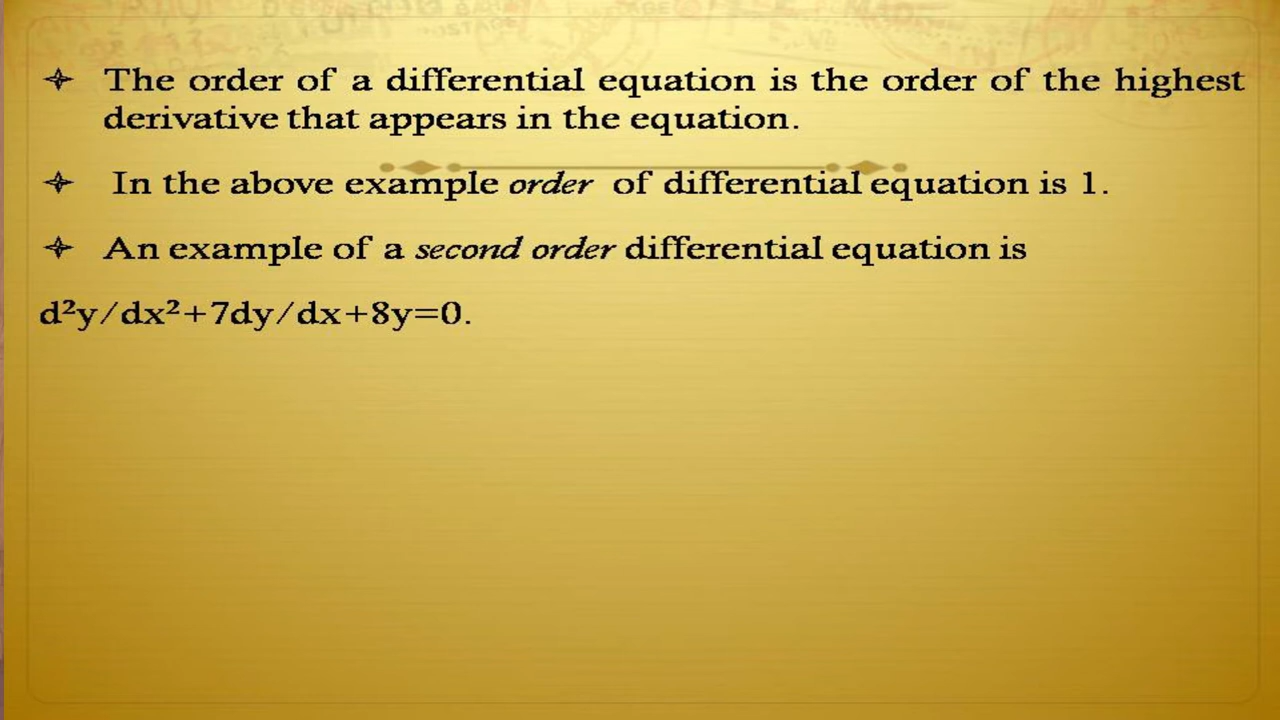 The order of a differential equation is the order of the highest
derivative that appears in the equation.
In the above example order of differential equation is 1.
An example of a second order differential equation is
d²y/dx²+7dy/dx+8y=0.